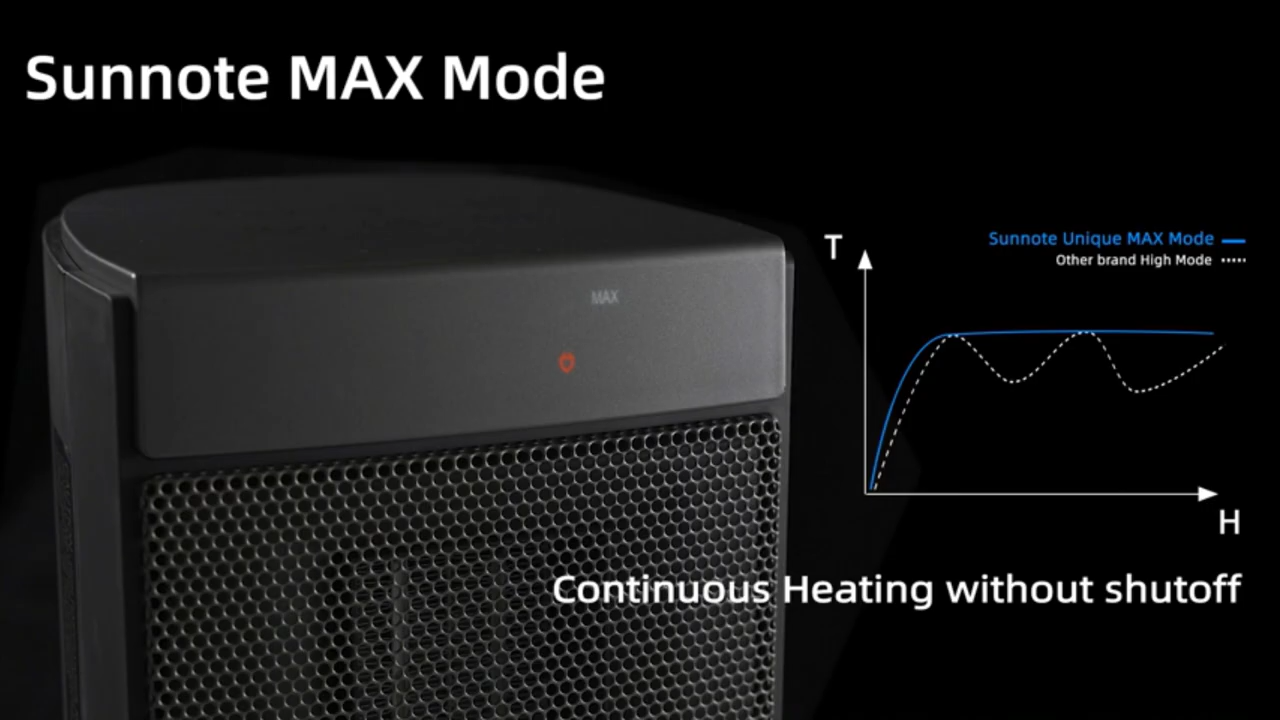 Sunnote MAX Mode
MAX
T
Sunnote Unique MAX Mode
Other brand High Mode
H
Continuous Heating without shutoff